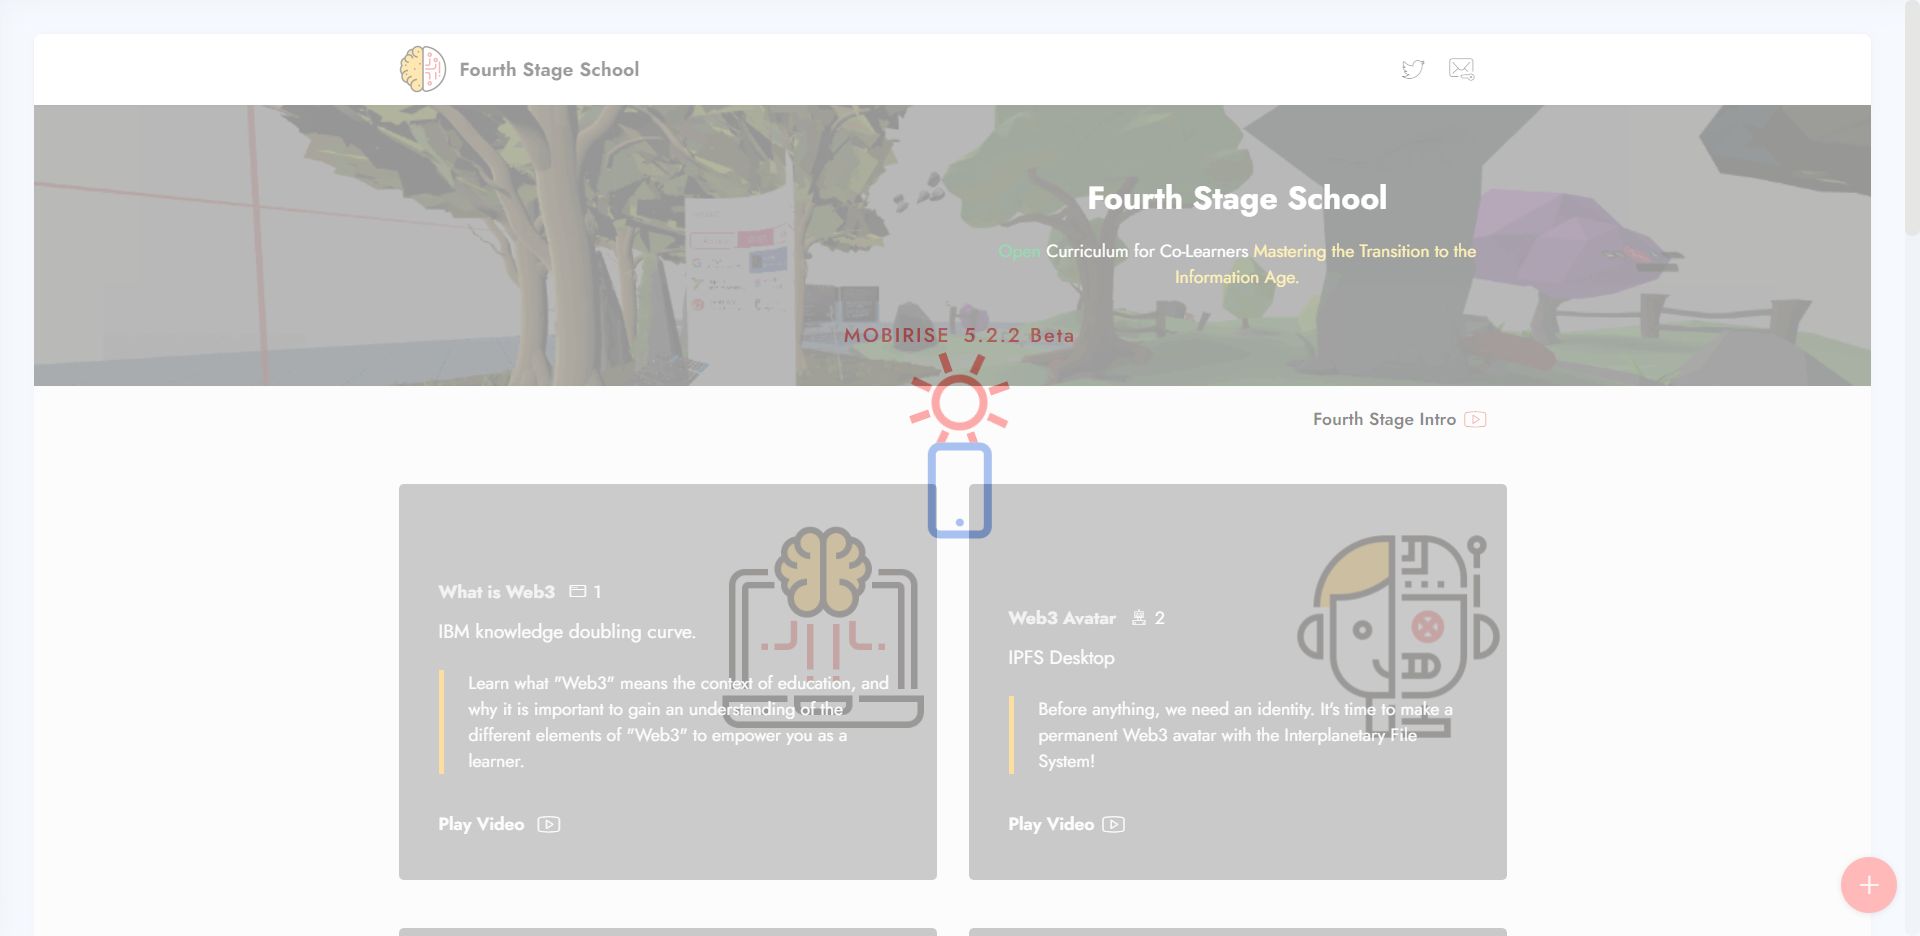 Fourth Stage School
Fourth Stage School
Open Curriculum for Co-Learners Mastering the Transition to the
Information Age.
MOBIRISE 5.2.2 Beta
Fourth Stage Intro
What is Web3 1
IBM knowledge doubling curve.
Learn what "Web3" means the context of education, and
why it is important to gain an understanding of the
different elements of "Web3" to empower you as a
learner.
Play Video
Web3 Avatar 2
IPFS Desktop
Before anything, we need an identity. It's time to make a
permanent Web3 avatar with the Interplanetary File
System!
Play Video